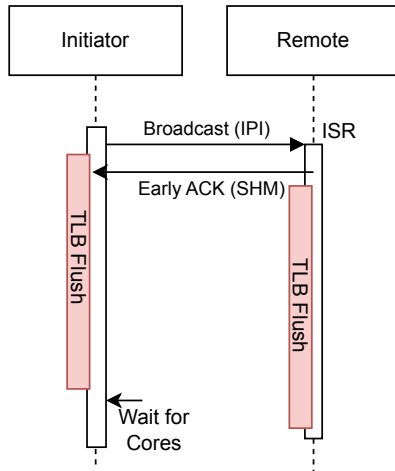 Initiator
Remote
Broadcast (IPI)
ISR
Early ACK (SHM)
TLB Flush
TLB Flush
Wait for
Cores